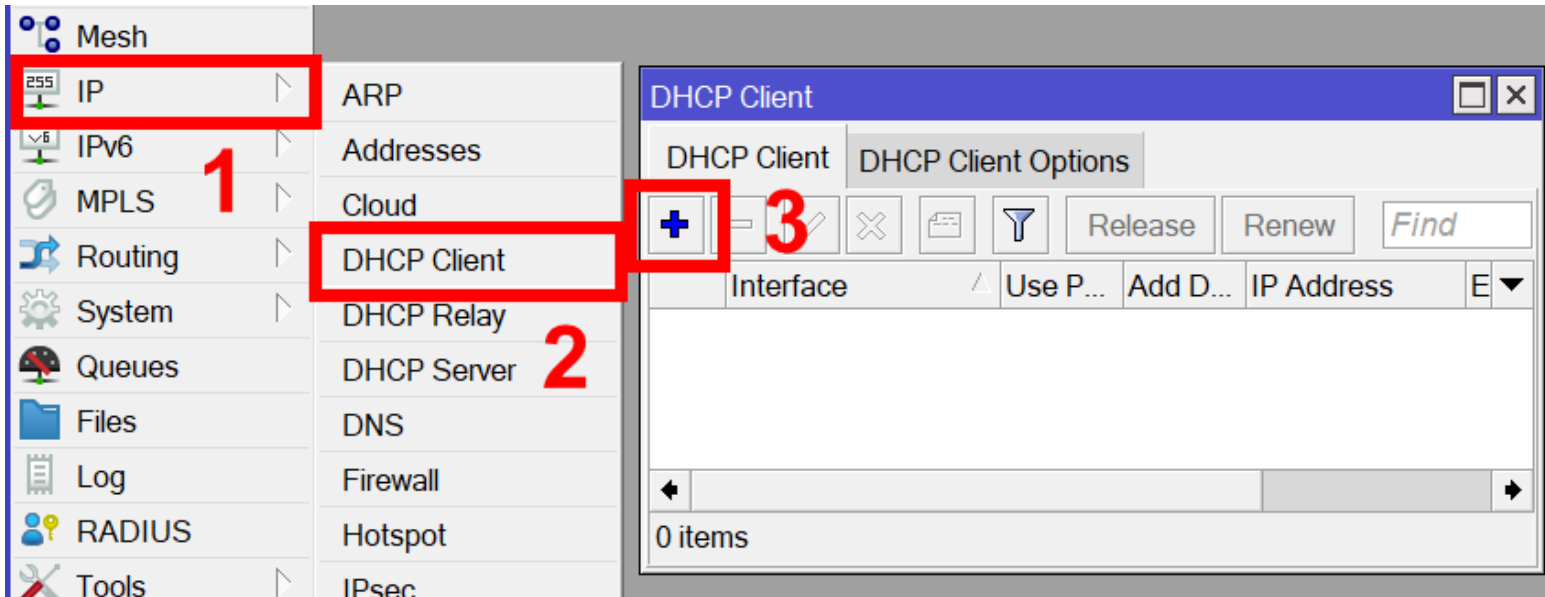 Mesh
255
IP
v6
IPv6
MPLS
Routing
System
Queues
Files
Log
RADIUS
Tools
1
ARP
Addresses
Cloud
DHCP Client
DHCP Relay
DHCP Server
DNS
Firewall
Hotspot
IPsec
2
DHCP Client
DHCP Client DHCP Client Options
3
Release Renew Find
Interface Use P... Add D... IP Address E
0 items